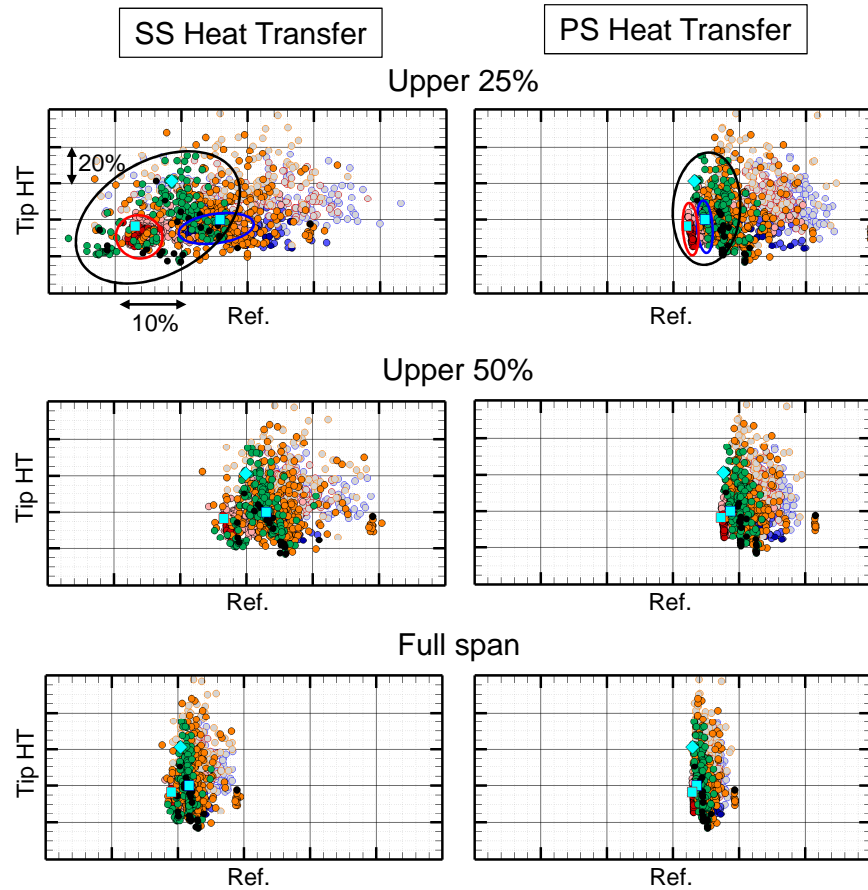 SS Heat Transfer
PS Heat Transfer
Upper 25%
Tip HT
20%
10%
Ref.
Ref.
Upper 50%
Tip HT
Ref.
Ref.
Full span
Tip HT
Ref.
Ref.